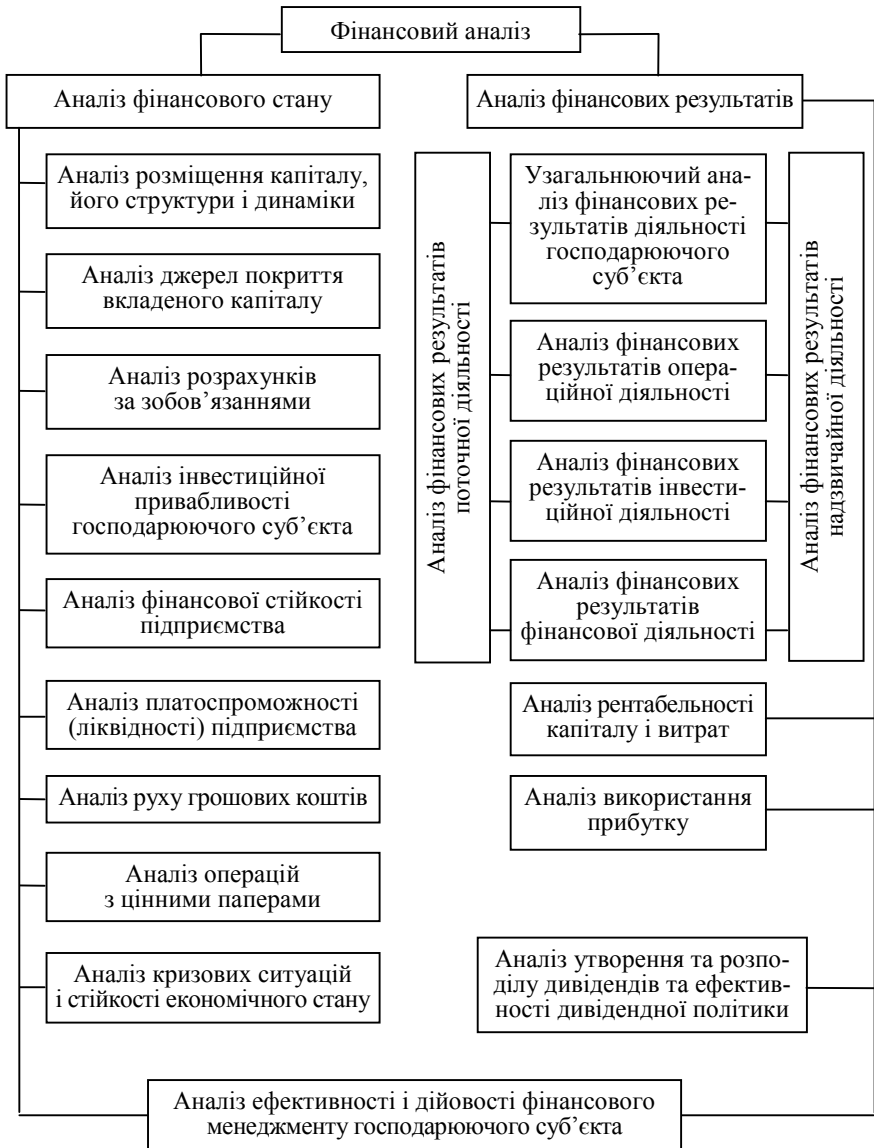 Фінансовий аналіз
Аналіз фінансового стану
Аналіз розміщення капіталу,
його структури і динаміки
Аналіз джерел покриття
вкладеного капіталу
Аналіз розрахунків
за зобов’язаннями
Аналіз інвестиційної
привабливості
господарюючого суб’єкта
Аналіз фінансової стійкості
підприємства
Аналіз платоспроможності
(ліквідності) підприємства
Аналіз руху грошових коштів
Аналіз операцій
з цінними паперами
Аналіз кризових ситуацій
і стійкості економічного стану
Аналіз фінансових результатів
Аналіз фінансових результатів
поточної діяльності
Узагальнюючий ана-
ліз фінансових ре-
зультатів діяльності
господарюючого
суб’єкта
Аналіз фінансових
результатів опера-
ційної діяльності
Аналіз фінансових
результатів інвести-
ційної діяльності
Аналіз фінансових
результатів
фінансової діяльності
Аналіз фінансових результатів
надзвичайної діяльності
Аналіз рентабельності
капіталу і витрат
Аналіз використання
прибутку
Аналіз утворення та розпо-
ділу дивідендів та ефектив-
ності дивідендної політики
Аналіз ефективності і дійовості фінансового
менеджменту господарюючого суб’єкта